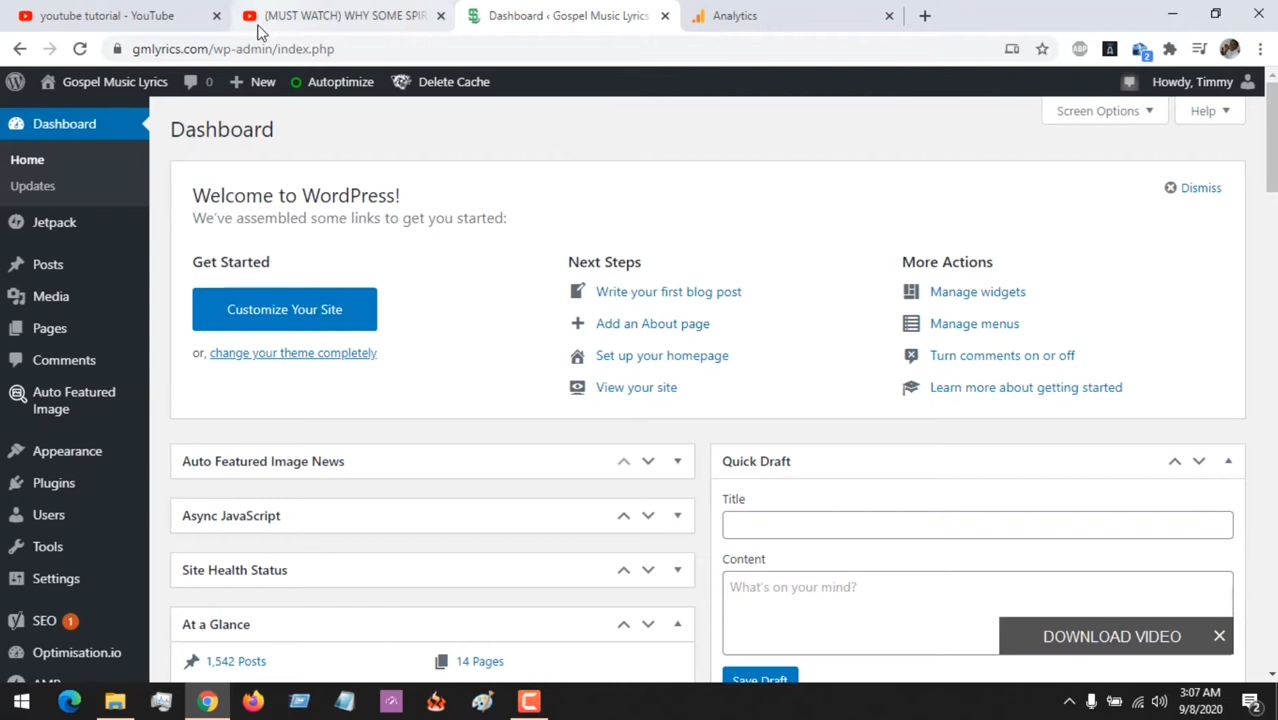 youtube tutorial - YouTube
(MUST WATCH) WHY SOME SPIR
Dashboard ‹ Gospel Music Lyrics
Analytics
gmlyrics.com/wp-admin/index.php
ABP
2
Gospel Music Lyrics
0
New
Autoptimize
Delete Cache
Howdy, Timmy
Dashboard
Home
Updates
Jetpack
Posts
Media
Pages
Comments
Auto Featured
Image
Appearance
Plugins
Users
Tools
Settings
SEO 1
Optimisation.io
AMP
Screen Options
Help
Dashboard
Welcome to WordPress!
Dismiss
We've assembled some links to get you started:
Get Started
Customize Your Site
or, change your theme completely
Next Steps
Write your first blog post
Add an About page
Set up your homepage
View your site
More Actions
Manage widgets
Manage menus
Turn comments on or off
Learn more about getting started
Auto Featured Image News
Async JavaScript
Site Health Status
At a Glance
1,542 Posts
14 Pages
Quick Draft
Title
Content
What's on your mind?
DOWNLOAD VIDEO
Save Draft
3:07 AM
9/8/2020
2